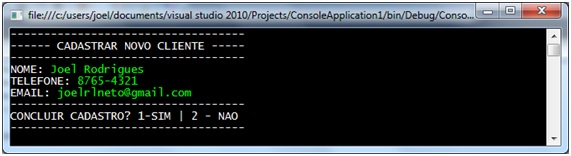 file:///c:/users/joel/documents/visual studio 2010/Projects/ConsoleApplication1/bin/Debug/Conso...
----------------------------------
------ CADASTRAR NOVO CLIENTE -----
----------------------------------
NOME: Joel Rodrigues
TELEFONE: 8765-4321
EMAIL: joelrlneto@gmail.com
----------------------------------
CONCLUIR CADASTRO? 1-SIM | 2 - NAO
----------------------------------